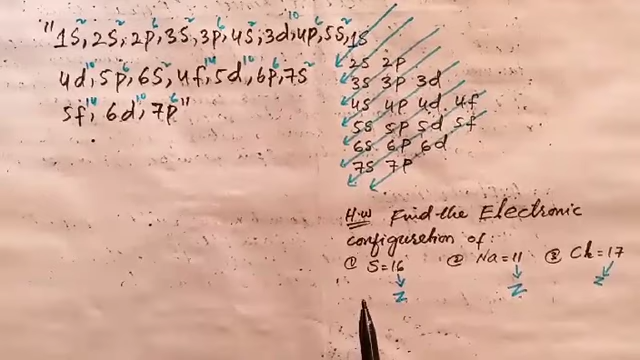 "1S², 2S², 2p⁶, 3S², 3p⁶, 4S², 3d¹⁰, 4p⁶, 5S², 1S
4d¹⁰, 5p⁶, 6S², 4f¹⁴, 5d¹⁰, 6p⁶, 7S²
5f¹⁴, 6d¹⁰, 7p⁶"
2S 2p
3S 3p 3d
4S 4p 4d 4f
5S 5p 5d 5f
6S 6p 6d
7S 7p
H.w Find the Electronic
configuration of:
① S=16 ② Na=11 ③ Ch=17
Z Z Z